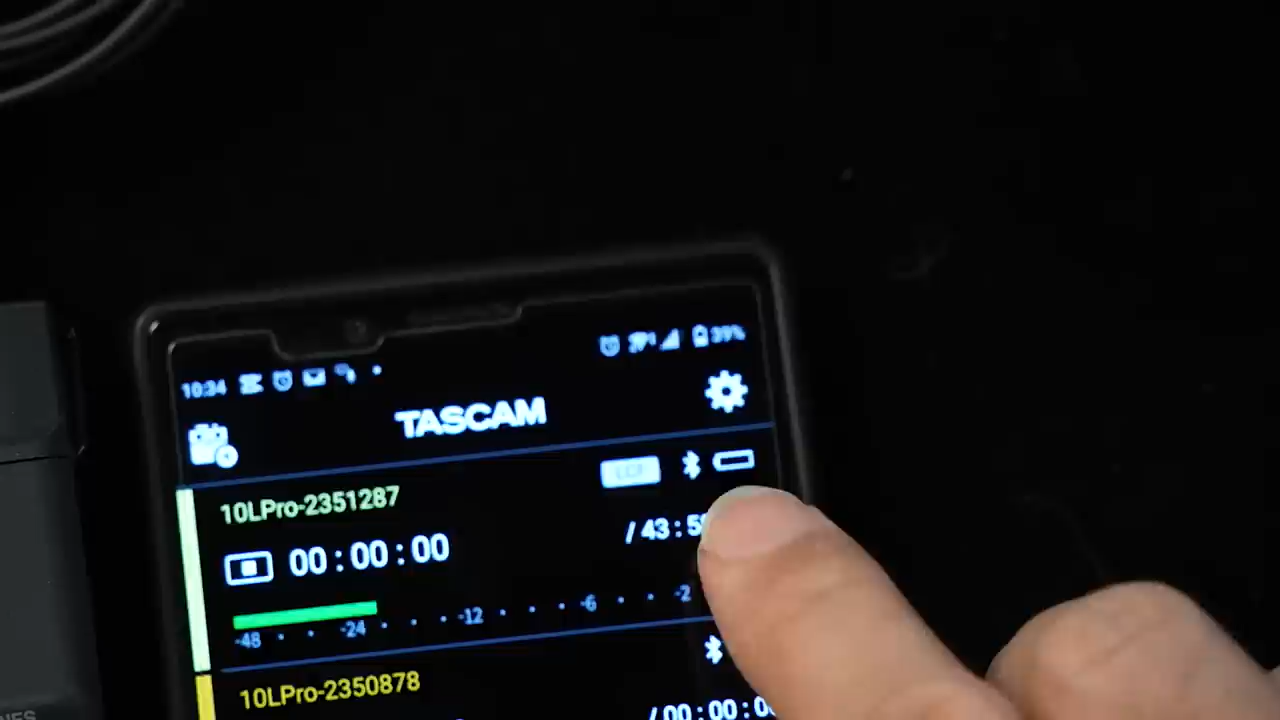 10:34 39%
TASCAM
10LPro-2351287
LCF
00:00:00 /43:5
-48 -24 -12 -6 -2
10LPro-2350878
/00:00:0